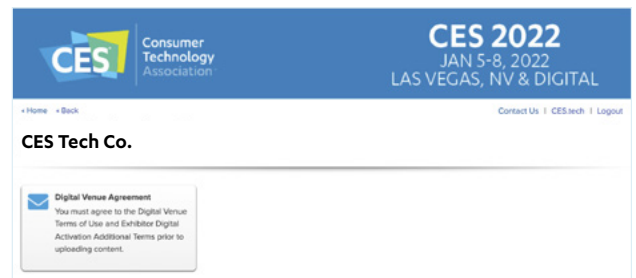 CES
Consumer
Technology
Association
CES 2022
JAN 5-8, 2022
LAS VEGAS, NV & DIGITAL
« Home « Back
Contact Us | CES.tech | Logout
CES Tech Co.
Digital Venue Agreement
You must agree to the Digital Venue
Terms of Use and Exhibitor Digital
Activation Additional Terms prior to
uploading content.